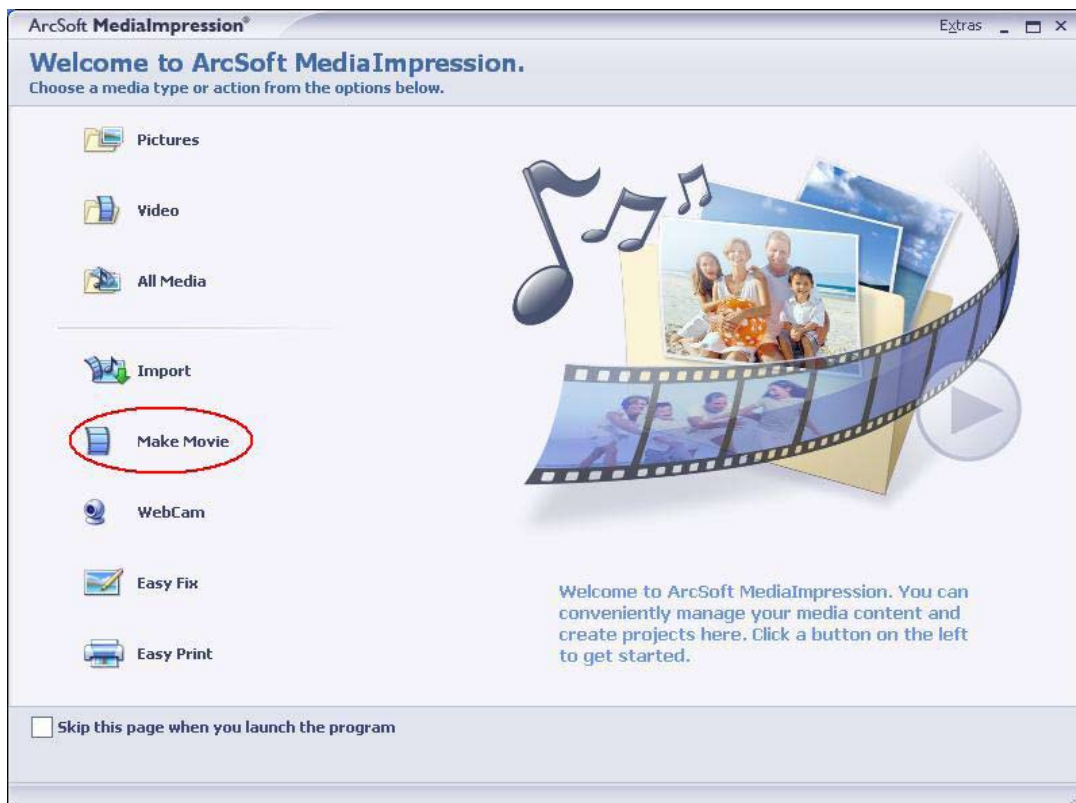 ArcSoft MediaImpression®
Extras
Welcome to ArcSoft MediaImpression.
Choose a media type or action from the options below.
Pictures
Video
All Media
Import
Make Movie
WebCam
Easy Fix
Easy Print
Welcome to ArcSoft MediaImpression. You can
conveniently manage your media content and
create projects here. Click a button on the left
to get started.
Skip this page when you launch the program